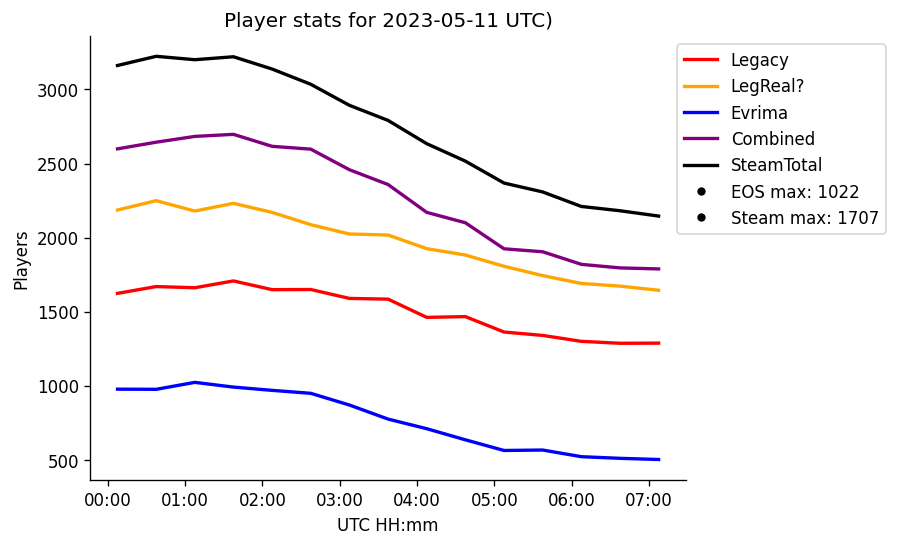 Player stats for 2023-05-11 UTC)
Legacy
LegReal?
Evrima
Combined
SteamTotal
EOS max: 1022
Steam max: 1707
Players
3000
2500
2000
1500
1000
500
00:00 01:00 02:00 03:00 04:00 05:00 06:00 07:00
UTC HH:mm